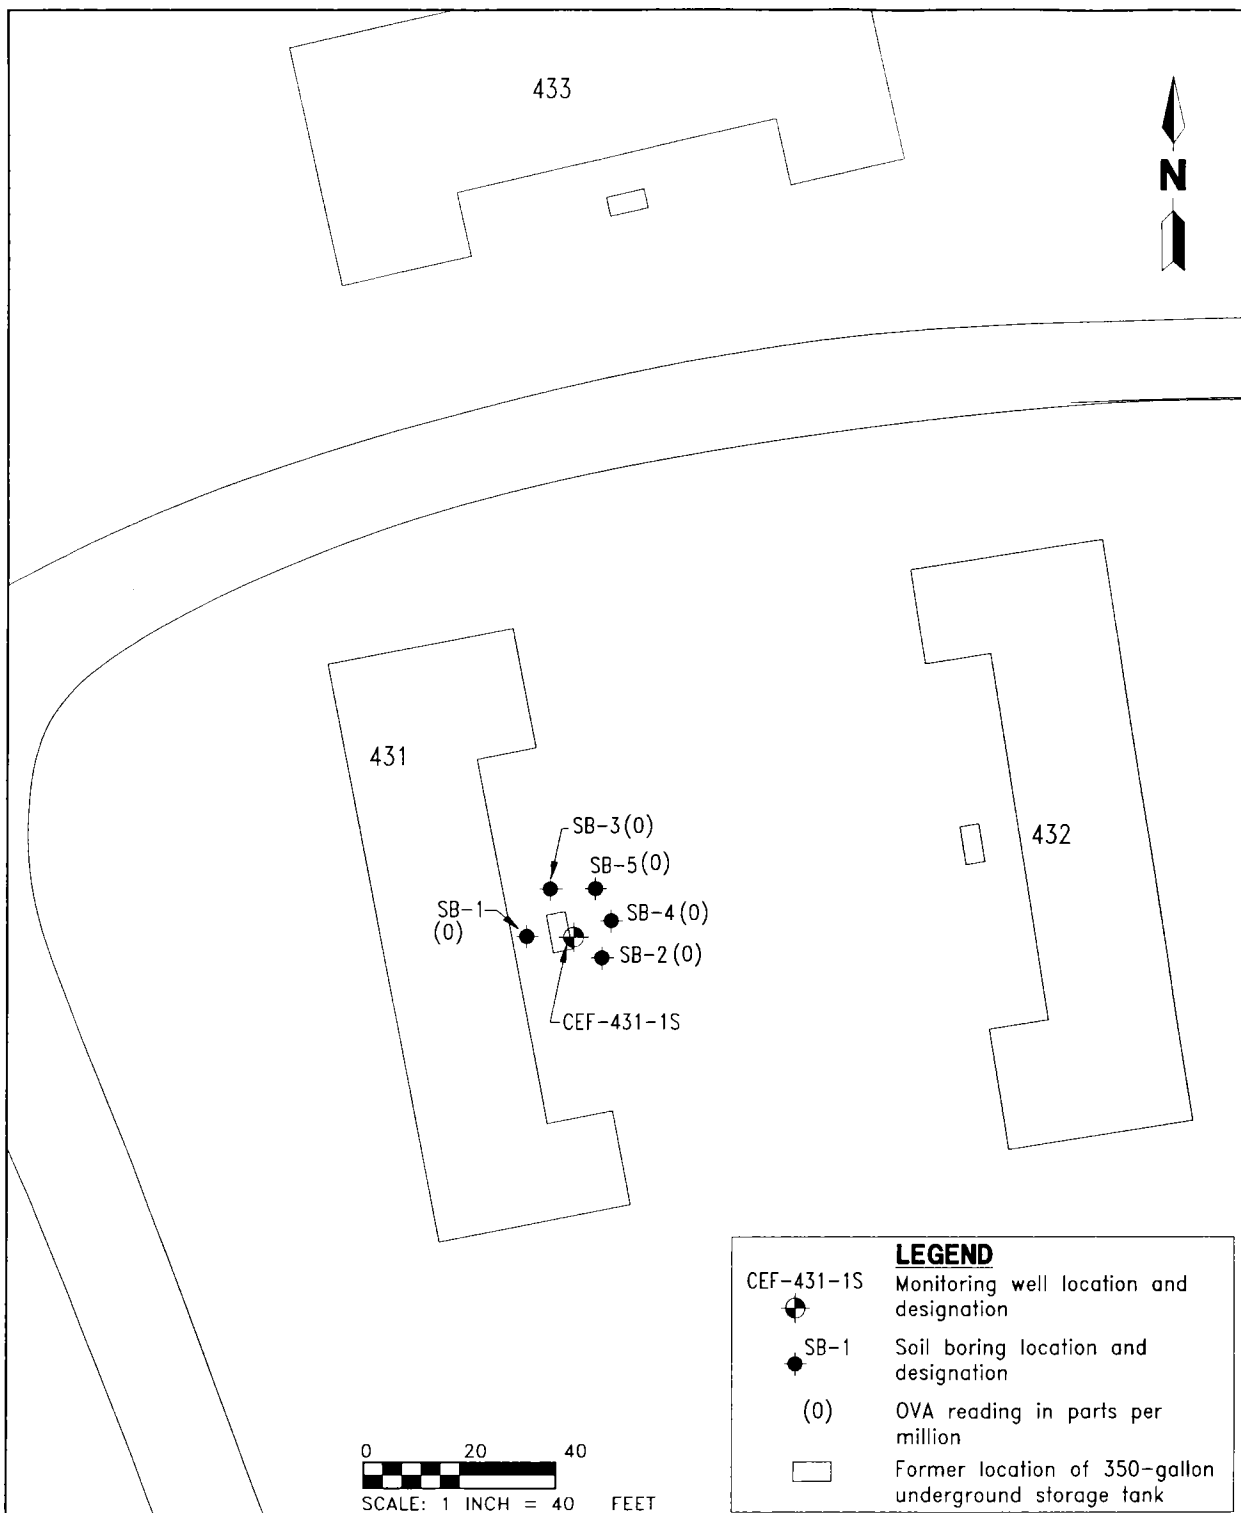 433
N
431
SB-3(0)
SB-5(0)
SB-1
(0)
SB-4(0)
SB-2(0)
CEF-431-1S
432
LEGEND
CEF-431-1S
Monitoring well location and
designation
SB-1
Soil boring location and
designation
(0)
OVA reading in parts per
million
Former location of 350-gallon
underground storage tank
0 20 40
SCALE: 1 INCH = 40 FEET